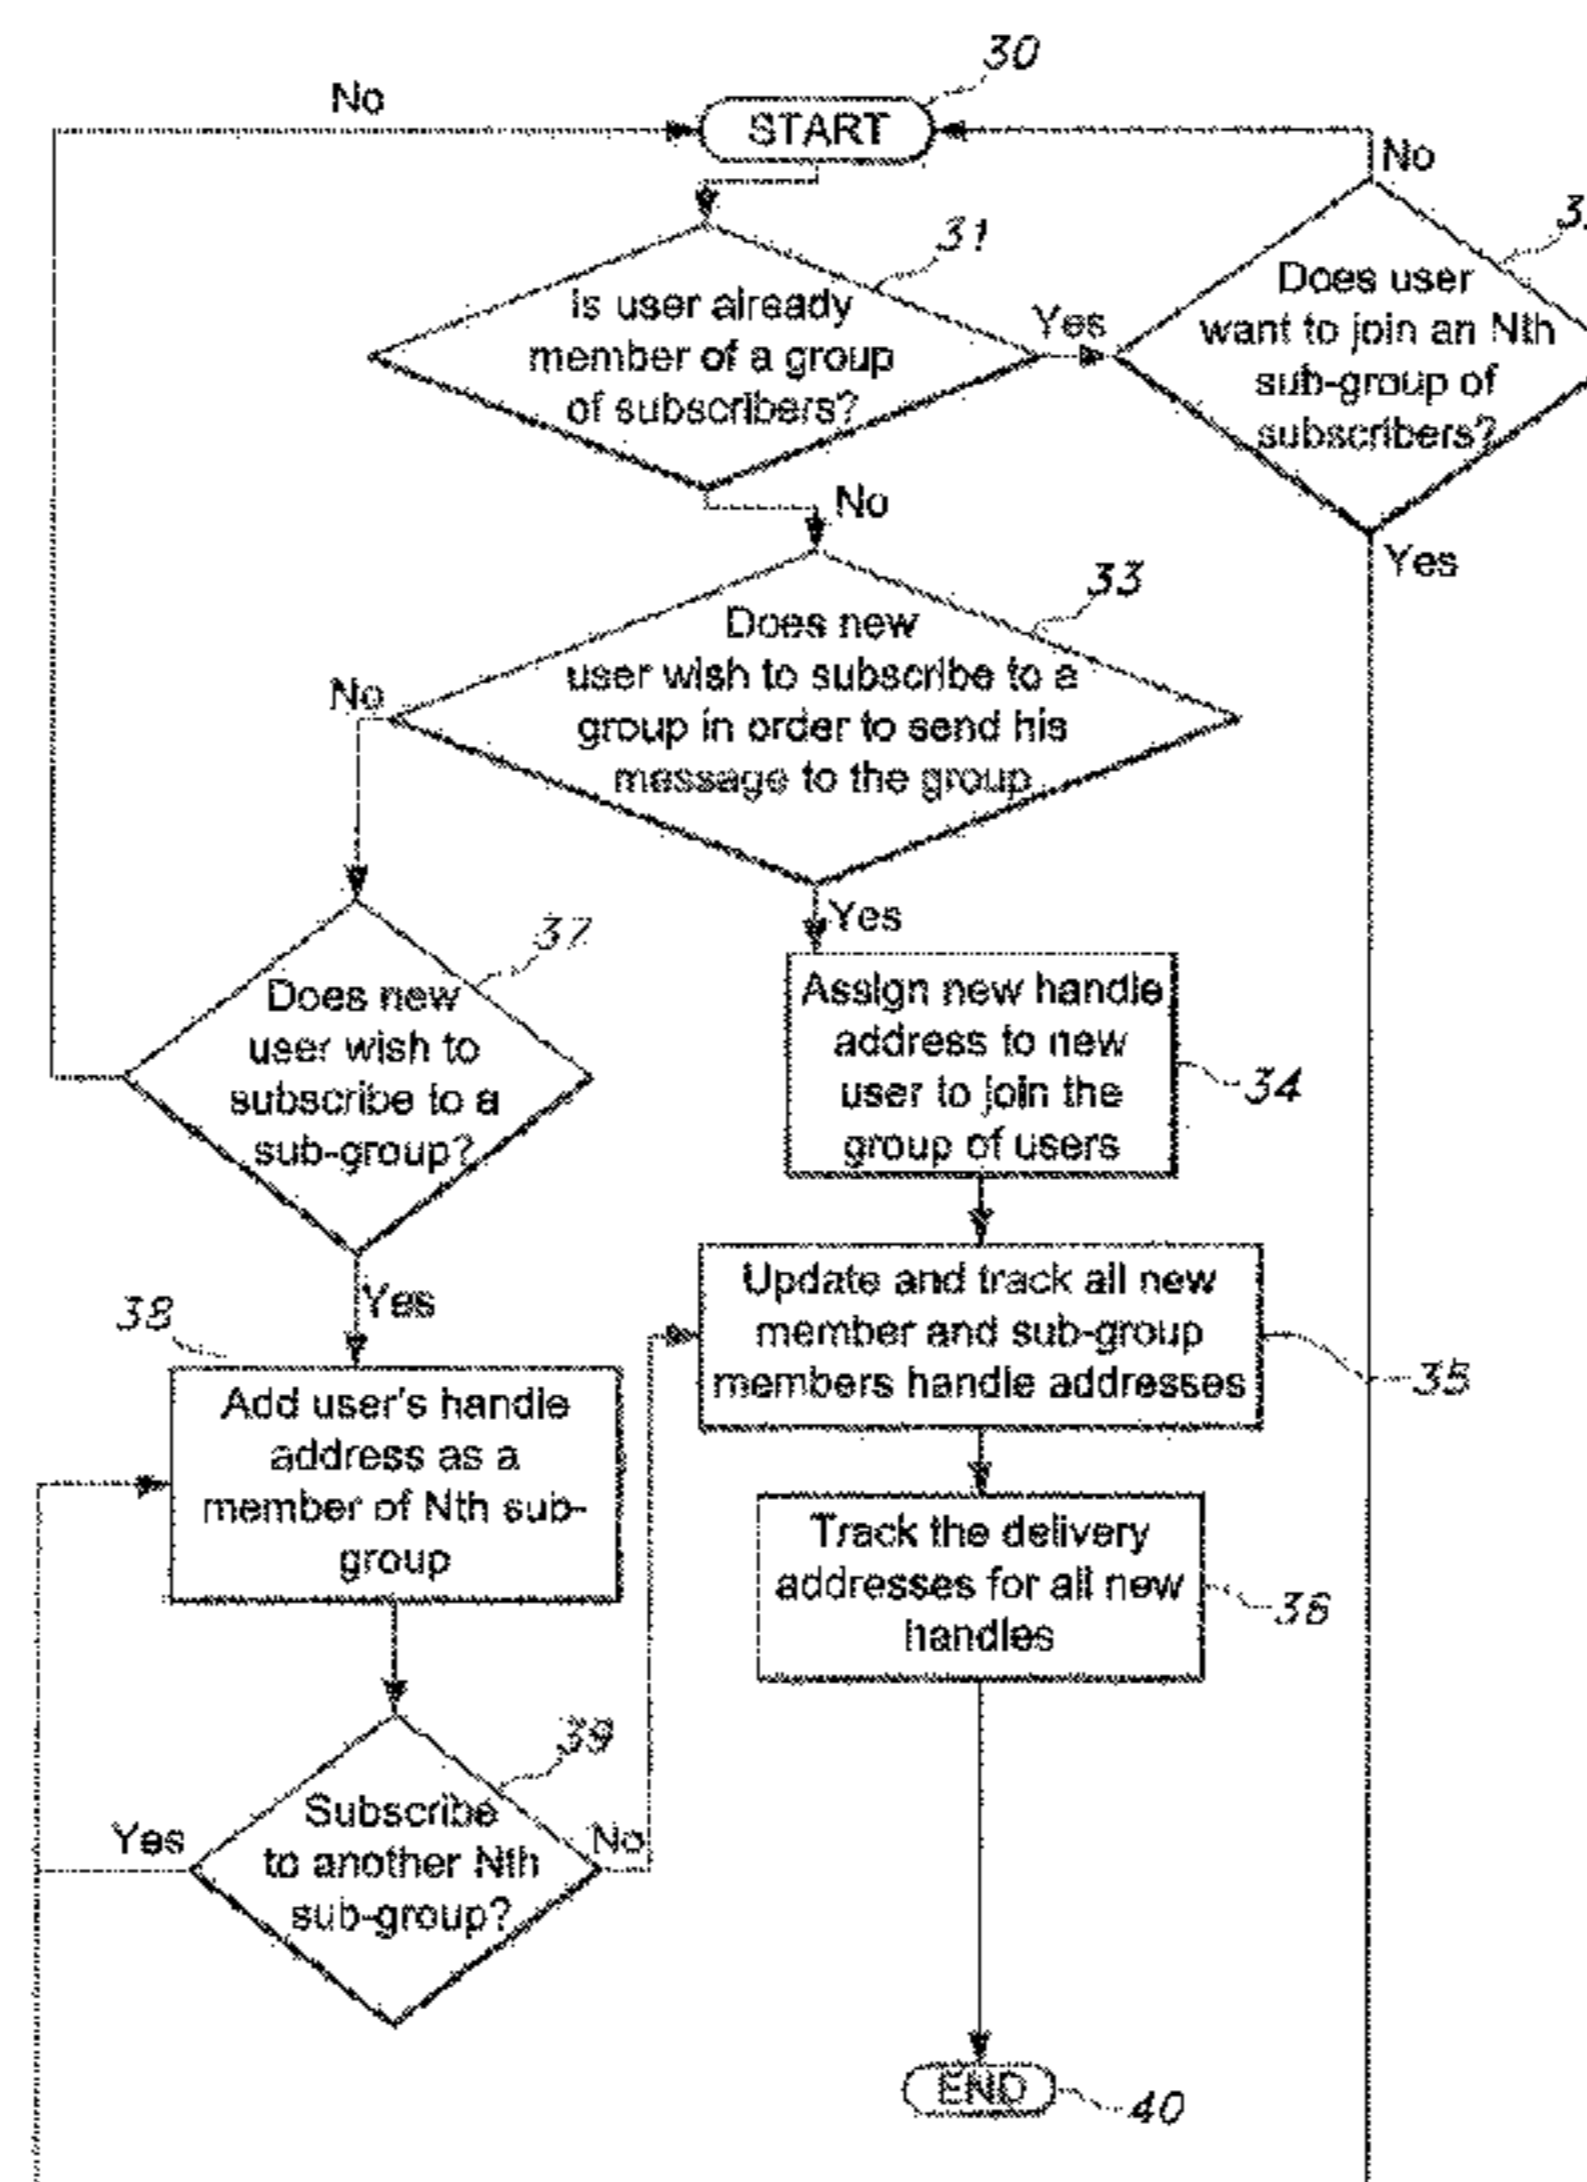 30
No
START
No
31
Is user already
member of a group
of subscribers?
Yes
Does user
want to join an Nth
sub-group of
subscribers?
No
Yes
33
Does new
user wish to subscribe to a
group in order to send his
message to the group
No
Yes
37
Does new
user wish to
subscribe to a
sub-group?
Assign new handle
address to new
user to join the
group of users
34
Yes
38
Update and track all new
member and sub-group
members handle addresses
35
Add user's handle
address as a
member of Nth sub-
group
Track the delivery
addresses for all new
handles
36
39
Subscribe
to another Nth
sub-group?
Yes
No
END
40